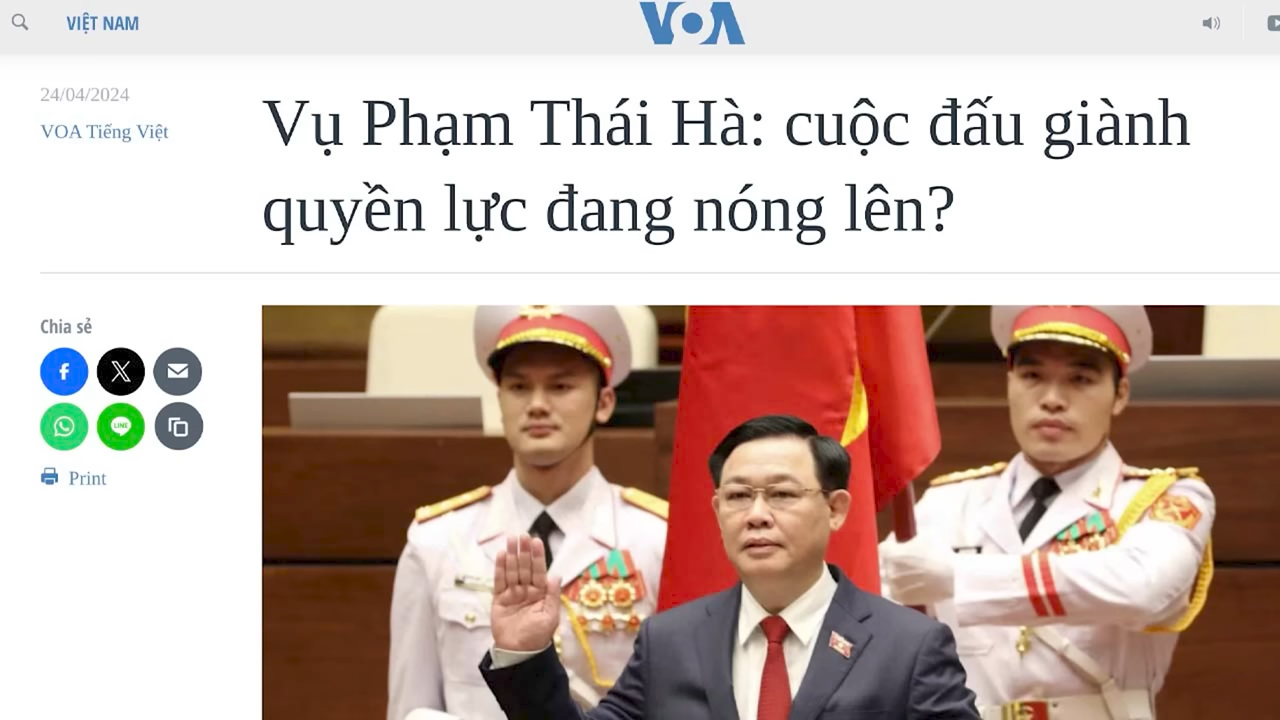 VIỆT NAM
VOA
24/04/2024
VOA Tiếng Việt
Vụ Phạm Thái Hà: cuộc đấu giành
quyền lực đang nóng lên?
Chia sẻ
LINE
Print